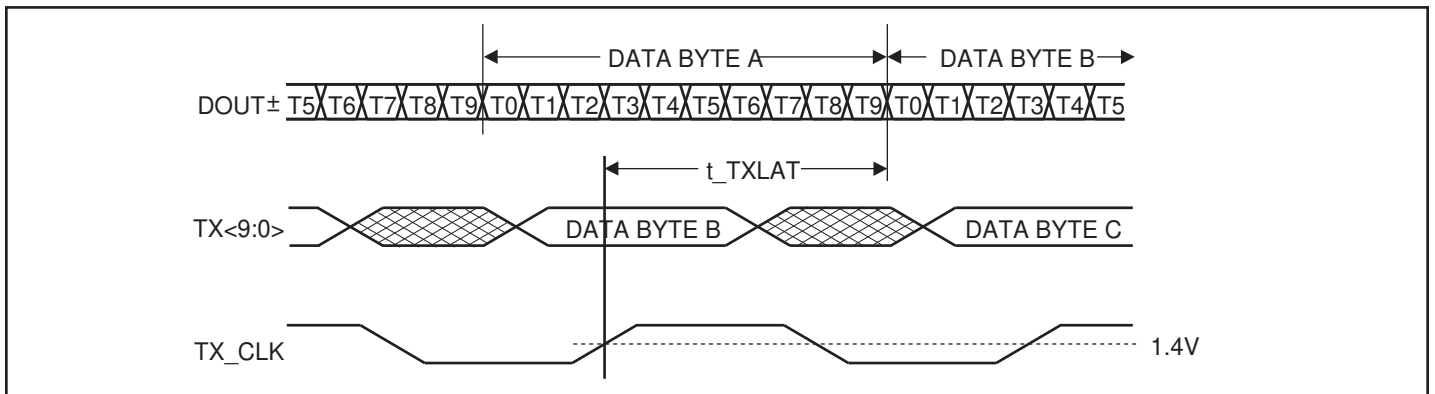 DATA BYTE A DATA BYTE B
DOUT± T5 T6 T7 T8 T9 T0 T1 T2 T3 T4 T5 T6 T7 T8 T9 T0 T1 T2 T3 T4 T5
t_TXLAT
TX<9:0> DATA BYTE B DATA BYTE C
TX_CLK 1.4V